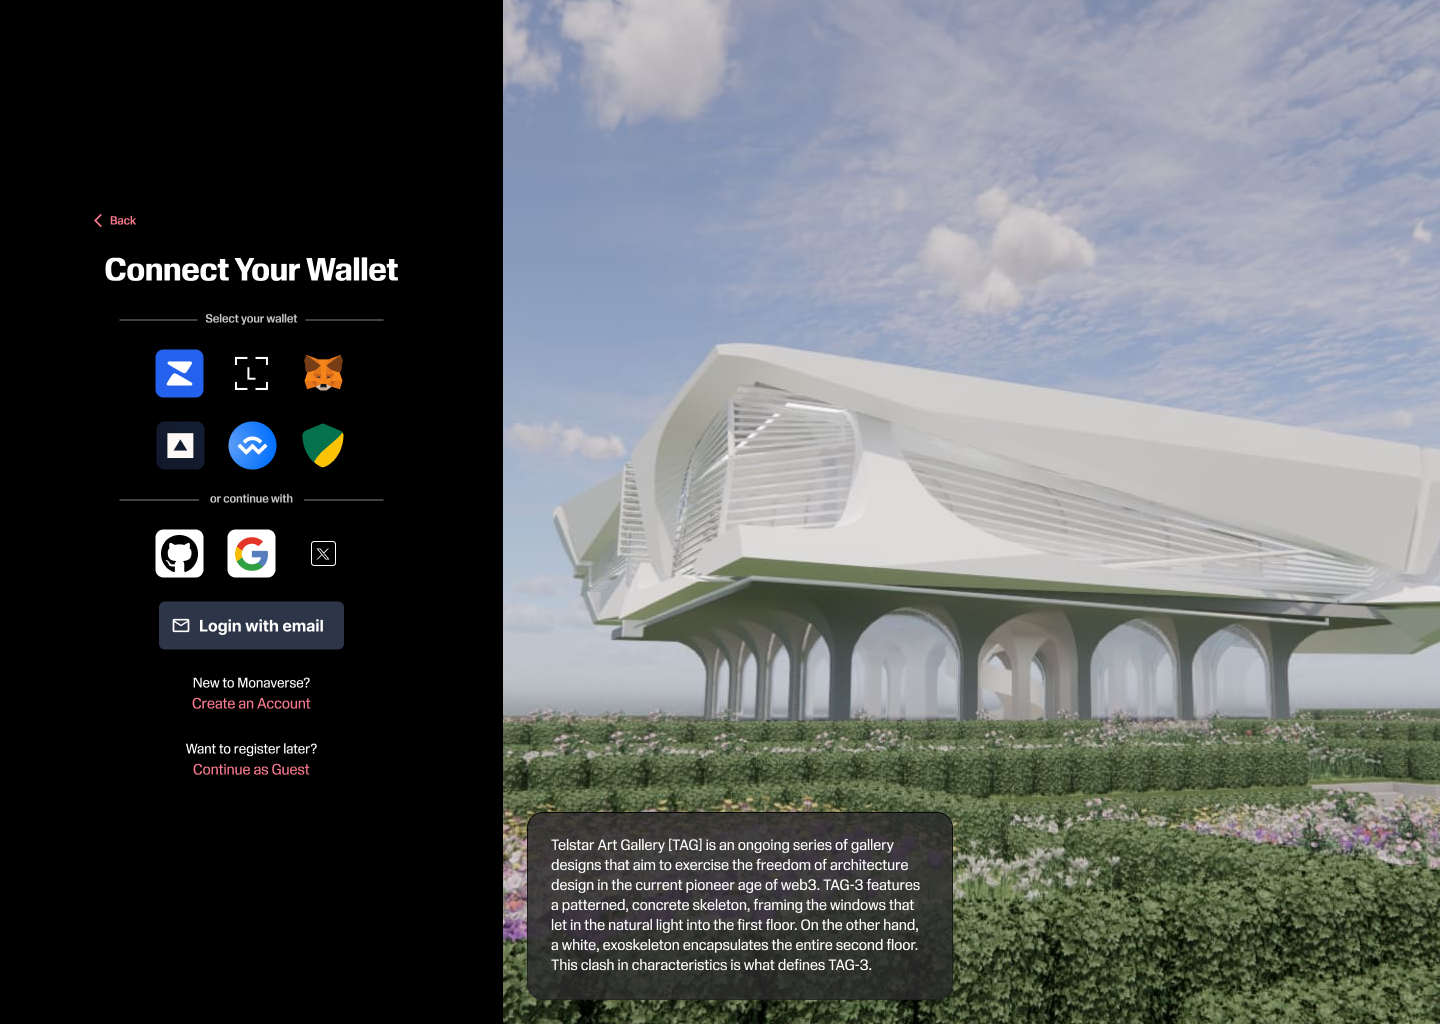 Back
Connect Your Wallet
Select your wallet
L
or continue with
Login with email
New to Monaverse?
Create an Account
Want to register later?
Continue as Guest
Telstar Art Gallery [TAG] is an ongoing series of gallery
designs that aim to exercise the freedom of architecture
design in the current pioneer age of web3. TAG-3 features
a patterned, concrete skeleton, framing the windows that
let in the natural light into the first floor. On the other hand,
a white, exoskeleton encapsulates the entire second floor.
This clash in characteristics is what defines TAG-3.